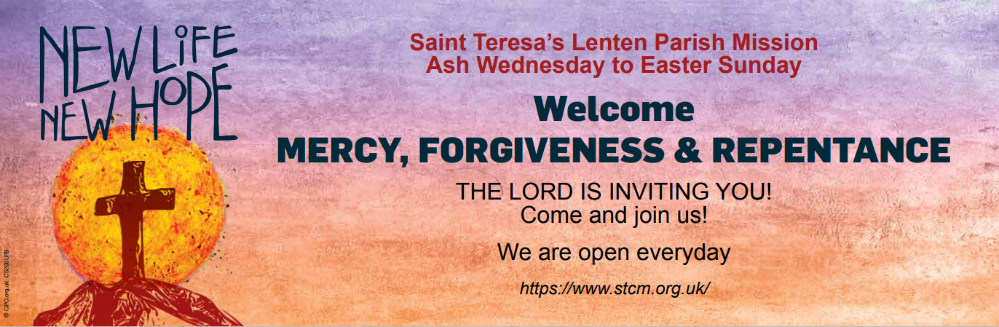 NEW LiFE
NEW HOPE
Saint Teresa’s Lenten Parish Mission
Ash Wednesday to Easter Sunday
Welcome
MERCY, FORGIVENESS & REPENTANCE
THE LORD IS INVITING YOU!
Come and join us!
We are open everyday
https://www.stcm.org.uk/
© CPO.org.uk C5200LPB